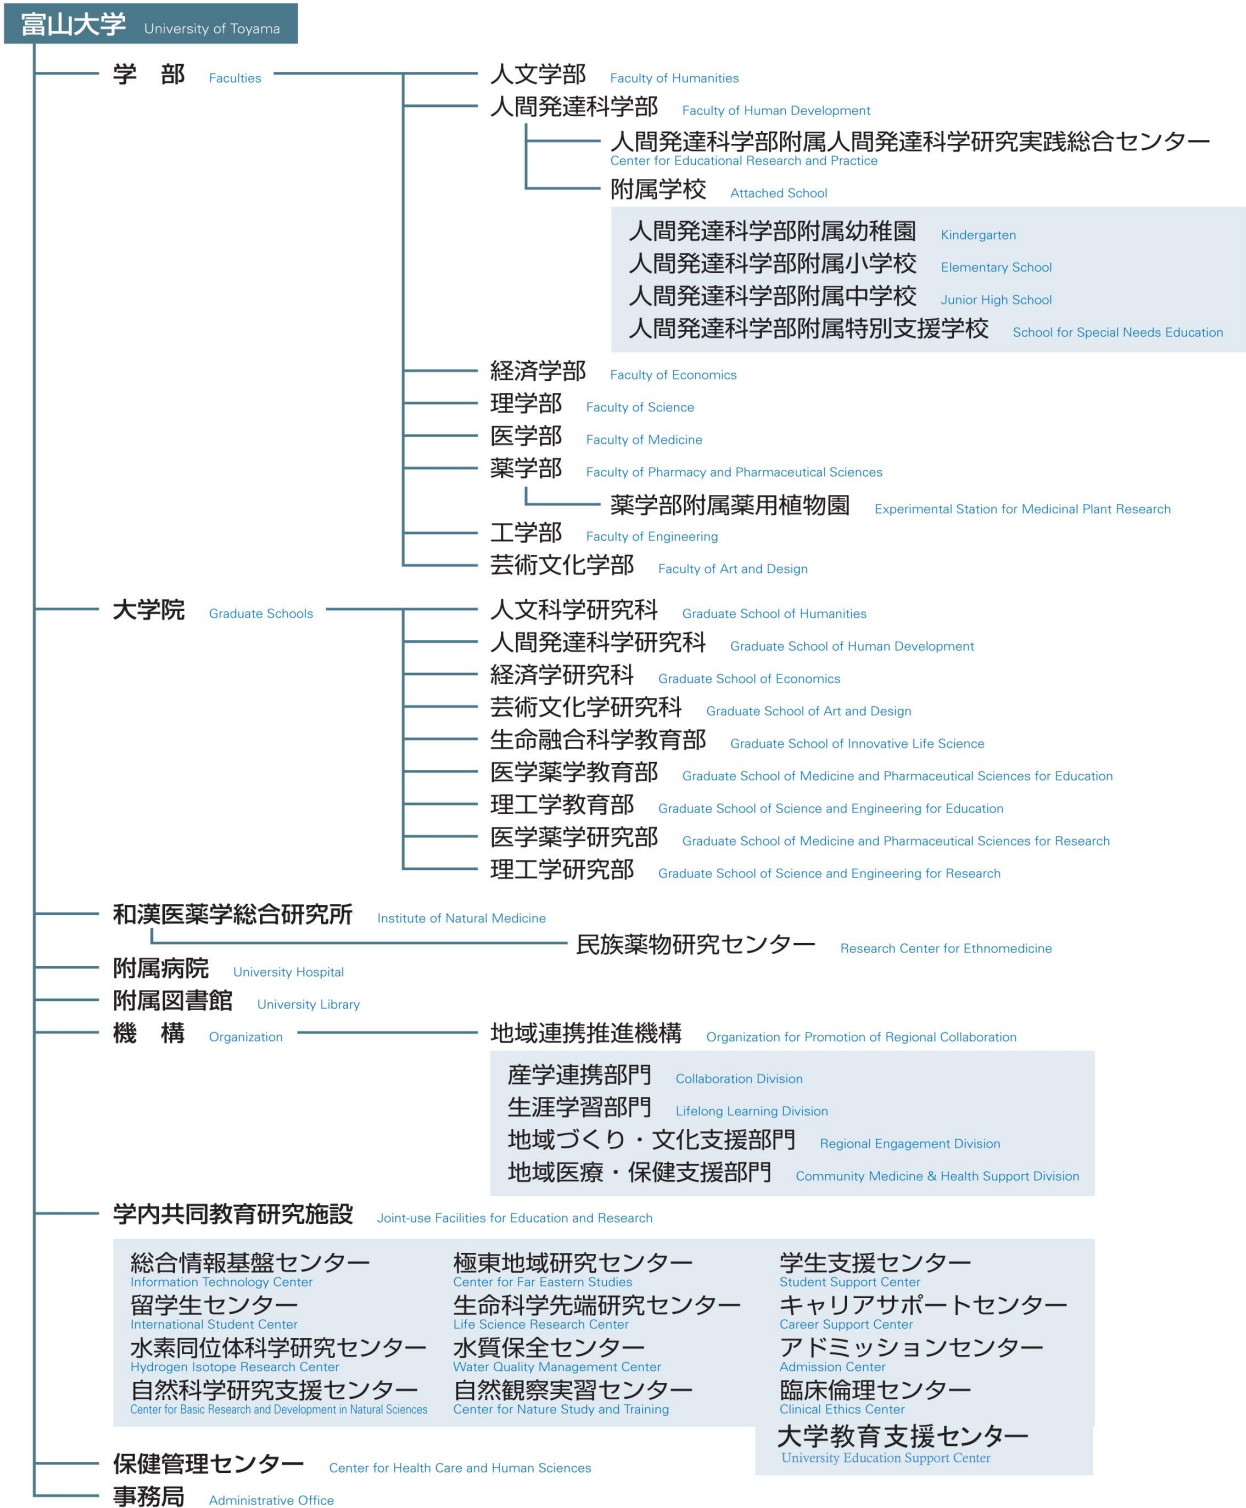 富山大学 University of Toyama
学　部 Faculties
人文学部 Faculty of Humanities
人間発達科学部 Faculty of Human Development
人間発達科学部附属人間発達科学研究実践総合センター
Center for Educational Research and Practice
附属学校 Attached School
人間発達科学部附属幼稚園 Kindergarten
人間発達科学部附属小学校 Elementary School
人間発達科学部附属中学校 Junior High School
人間発達科学部附属特別支援学校 School for Special Needs Education
経済学部 Faculty of Economics
理学部 Faculty of Science
医学部 Faculty of Medicine
薬学部 Faculty of Pharmacy and Pharmaceutical Sciences
薬学部附属薬用植物園 Experimental Station for Medicinal Plant Research
工学部 Faculty of Engineering
芸術文化学部 Faculty of Art and Design
大学院 Graduate Schools
人文科学研究科 Graduate School of Humanities
人間発達科学研究科 Graduate School of Human Development
経済学研究科 Graduate School of Economics
芸術文化学研究科 Graduate School of Art and Design
生命融合科学教育部 Graduate School of Innovative Life Science
医学薬学教育部 Graduate School of Medicine and Pharmaceutical Sciences for Education
理工学教育部 Graduate School of Science and Engineering for Education
医学薬学研究部 Graduate School of Medicine and Pharmaceutical Sciences for Research
理工学研究部 Graduate School of Science and Engineering for Research
和漢医薬学総合研究所 Institute of Natural Medicine
民族薬物研究センター Research Center for Ethnomedicine
附属病院 University Hospital
附属図書館 University Library
機　構 Organization
地域連携推進機構 Organization for Promotion of Regional Collaboration
産学連携部門 Collaboration Division
生涯学習部門 Lifelong Learning Division
地域づくり・文化支援部門 Regional Engagement Division
地域医療・保健支援部門 Community Medicine & Health Support Division
学内共同教育研究施設 Joint-use Facilities for Education and Research
総合情報基盤センター
Information Technology Center
留学生センター
International Student Center
水素同位体科学研究センター
Hydrogen Isotope Research Center
自然科学研究支援センター
Center for Basic Research and Development in Natural Sciences
極東地域研究センター
Center for Far Eastern Studies
生命科学先端研究センター
Life Science Research Center
水質保全センター
Water Quality Management Center
自然観察実習センター
Center for Nature Study and Training
学生支援センター
Student Support Center
キャリアサポートセンター
Career Support Center
アドミッションセンター
Admission Center
臨床倫理センター
Clinical Ethics Center
大学教育支援センター
University Education Support Center
保健管理センター Center for Health Care and Human Sciences
事務局 Administrative Office